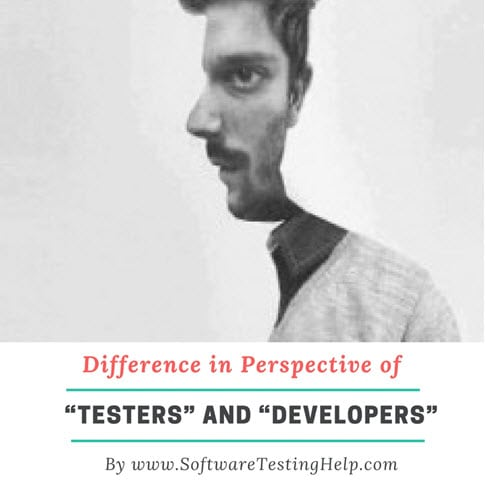 Difference in Perspective of
“TESTERS” AND “DEVELOPERS”
By www.SoftwareTestingHelp.com